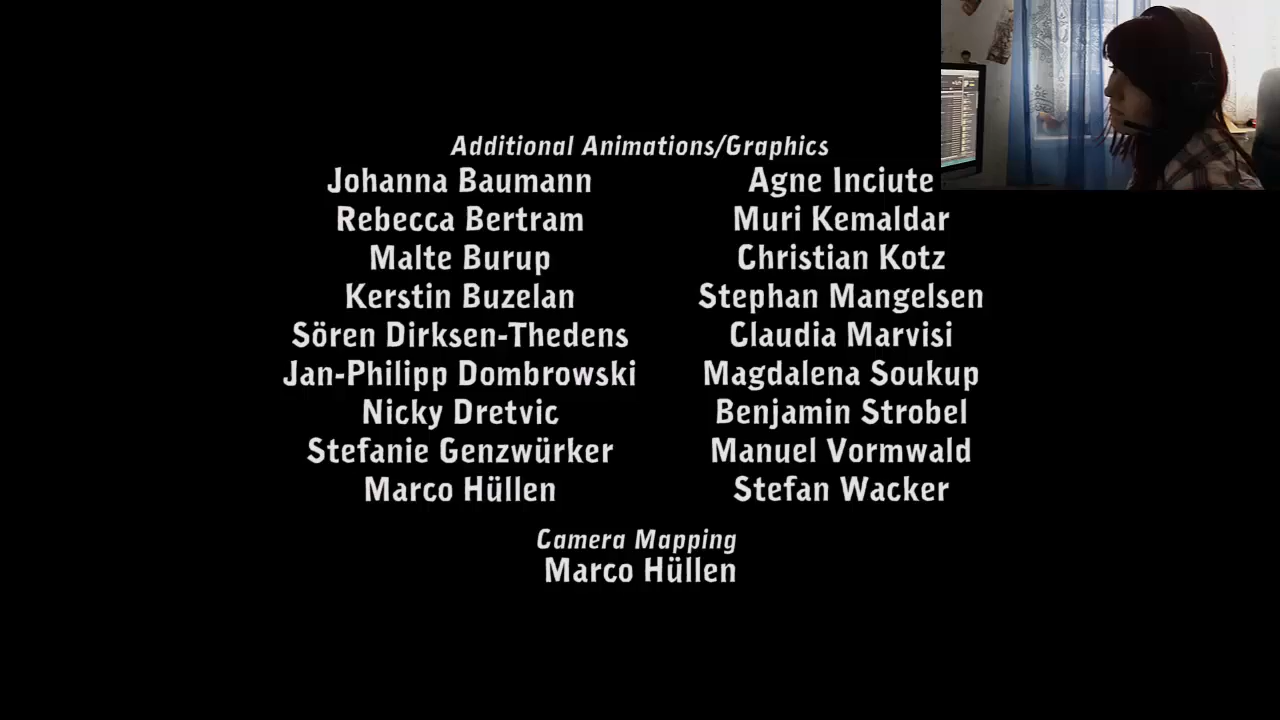 Additional Animations/Graphics
Johanna Baumann
Rebecca Bertram
Malte Burup
Kerstin Buzelan
Sören Dirksen-Thedens
Jan-Philipp Dombrowski
Nicky Dretvic
Stefanie Genzwürker
Marco Hüllen
Agne Inciute
Muri Kemaldar
Christian Kotz
Stephan Mangelsen
Claudia Marvisi
Magdalena Soukup
Benjamin Strobel
Manuel Vormwald
Stefan Wacker
Camera Mapping
Marco Hüllen